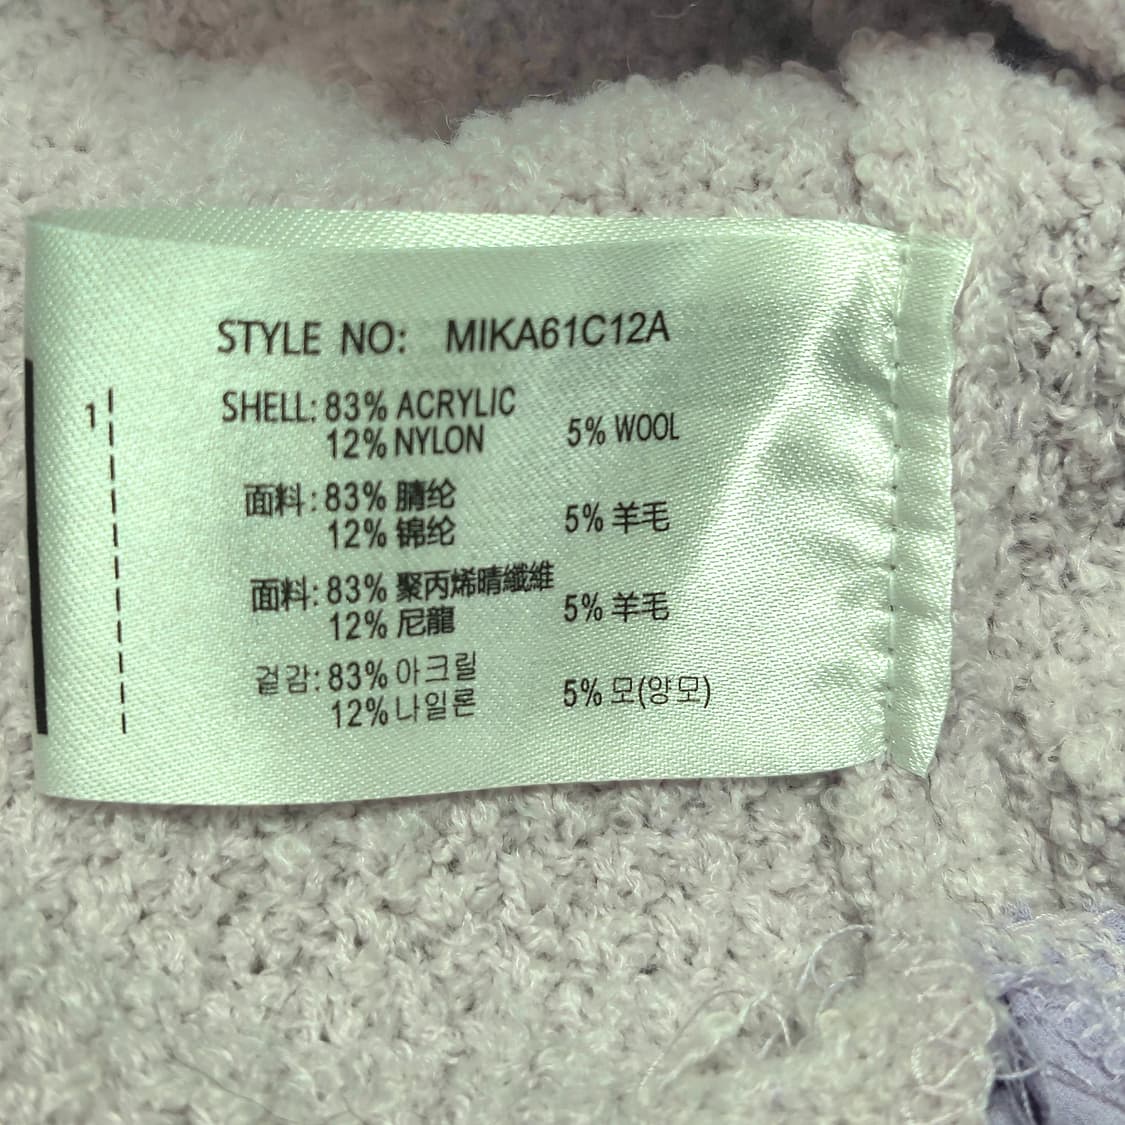 STYLE NO: MIKA61C12A
1
SHELL: 83% ACRYLIC
12% NYLON 5% WOOL
面料: 83% 腈纶
12% 锦纶 5% 羊毛
面料: 83% 聚丙烯晴纖維
12% 尼龍 5% 羊毛
겉감: 83% 아크릴
12% 나일론 5% 모(양모)